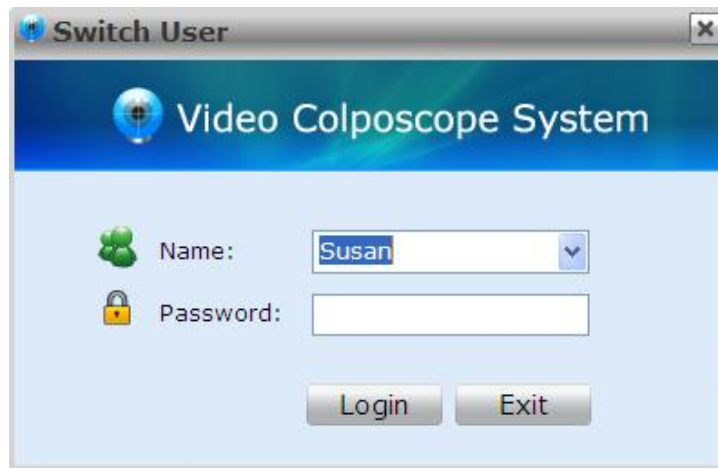 Switch User
Video Colposcope System
Name: Susan
Password:
Login Exit